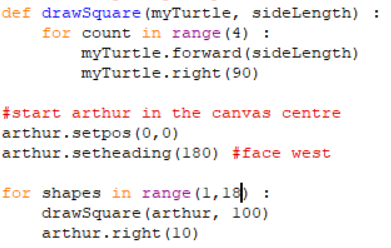 def drawSquare(myTurtle, sideLength) :
    for count in range(4) :
        myTurtle.forward(sideLength)
        myTurtle.right(90)

#start arthur in the canvas centre
arthur.setpos(0,0)
arthur.setheading(180) #face west

for shapes in range(1,18) :
    drawSquare(arthur, 100)
    arthur.right(10)